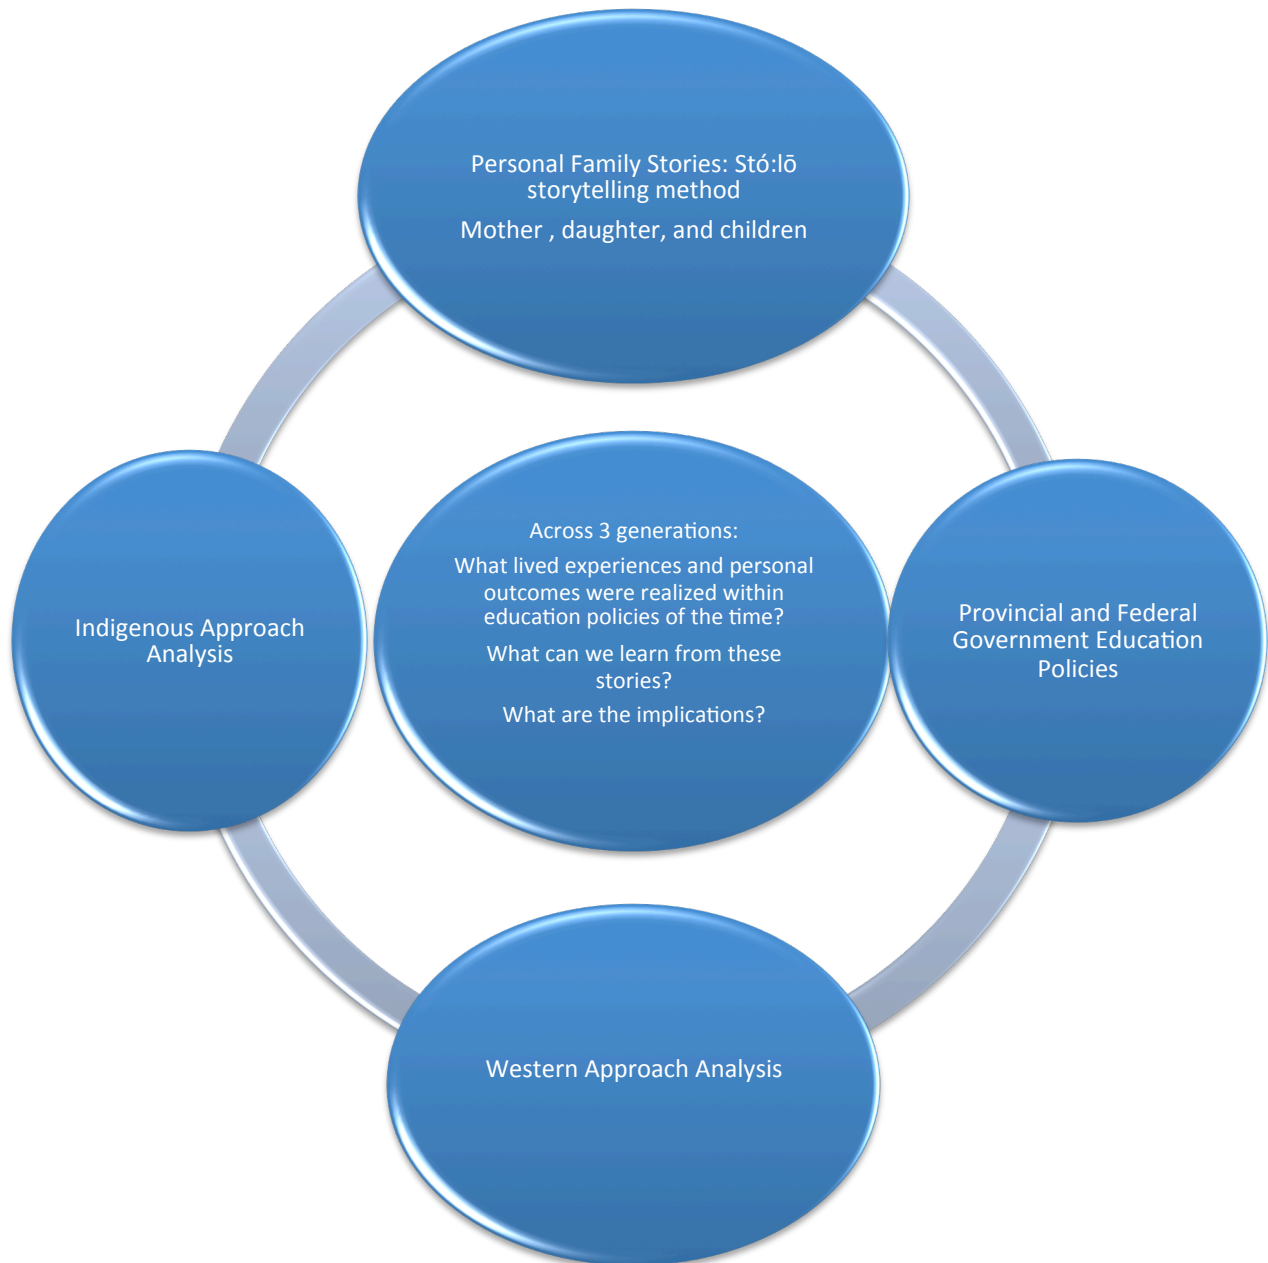 Personal Family Stories: Stó:lō
storytelling method
Mother , daughter, and children
Across 3 generations:
What lived experiences and personal
outcomes were realized within
education policies of the time?
What can we learn from these
stories?
What are the implications?
Indigenous Approach
Analysis
Provincial and Federal
Government Education
Policies
Western Approach Analysis